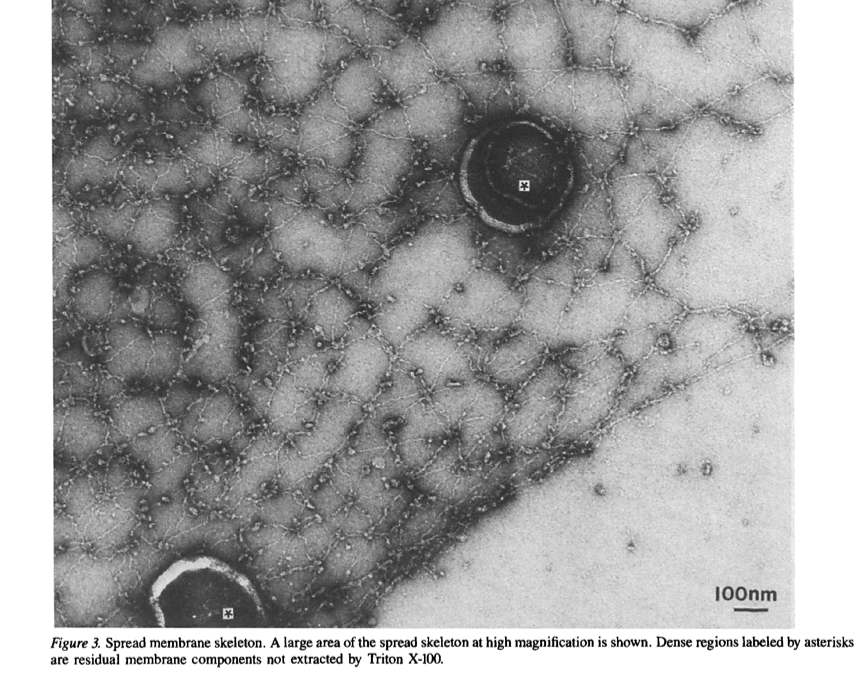 100nm
Figure 3. Spread membrane skeleton. A large area of the spread skeleton at high magnification is shown. Dense regions labeled by asterisks
are residual membrane components not extracted by Triton X-100.